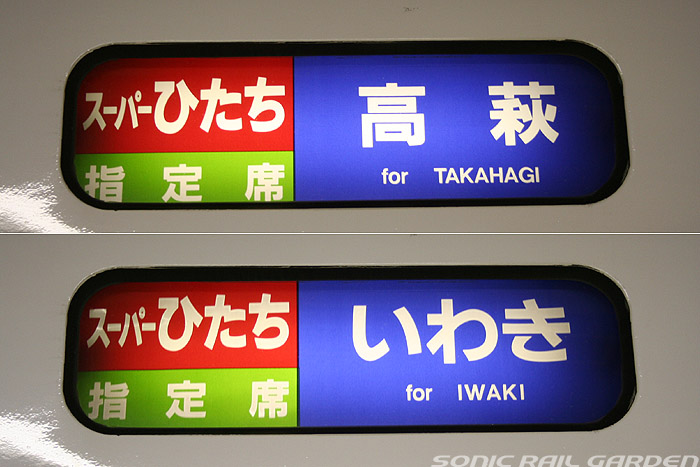 スーパーひたち
指定席
高萩
for TAKAHAGI
スーパーひたち
指定席
いわき
for IWAKI
SONIC RAIL GARDEN